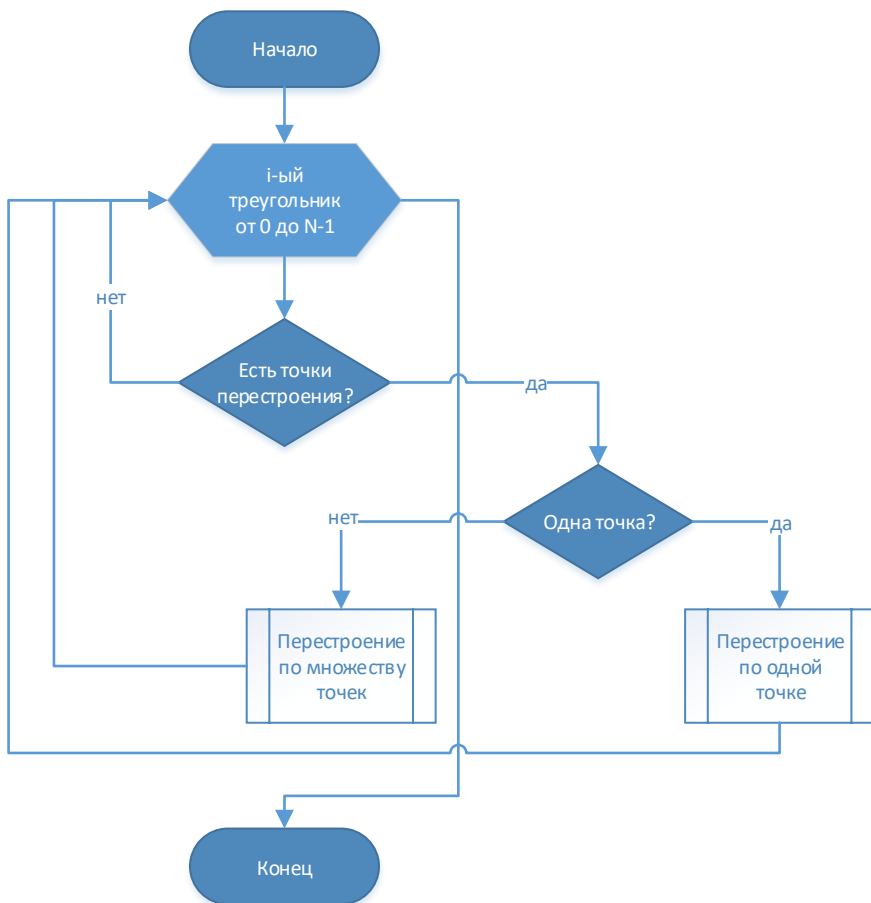 Начало
i-ый
треугольник
от 0 до N-1
нет
Есть точки
перестроения?
да
Одна точка?
нет
да
Перестроение
по множеству
точек
Перестроение
по одной
точке
Конец